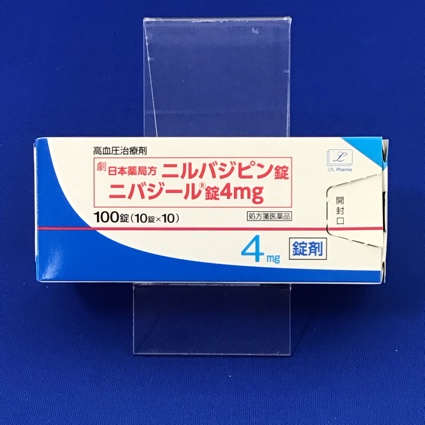 高血圧治療剤
劇 日本薬局方 ニルバジピン錠
ニバジール®錠4mg
100錠(10錠×10)
処方箋医薬品
4mg 錠剤
L
LTL Pharma
開封口